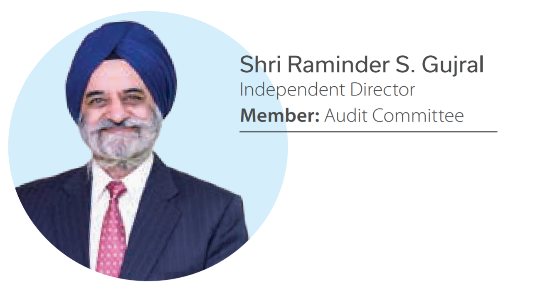 Shri Raminder S. Gujral
Independent Director
Member: Audit Committee